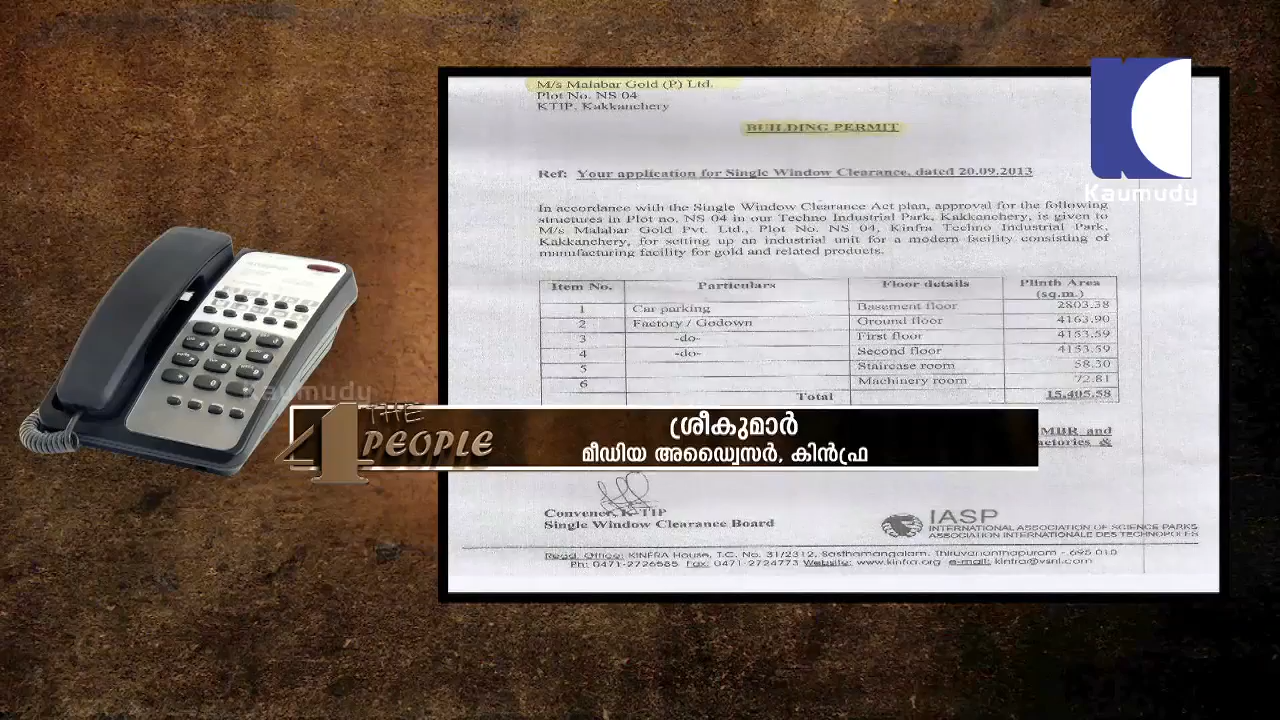 M/s Malabar Gold (P) Ltd.
Plot No. NS 04
KTIP, Kakkanchery
BUILDING PERMIT
Ref: Your application for Single Window Clearance, dated 20.09.2013
In accordance with the Single Window Clearance Act plan, approval for the following
structures in Plot no. NS 04 in our Techno Industrial Park, Kakkanchery, is given to
M/s Malabar Gold Pvt. Ltd., Plot No. NS 04, Kinfra Techno Industrial Park,
Kakkanchery, for setting up an industrial unit for a modern facility consisting of
manufacturing facility for gold and related products.
Item No. Particulars Floor details Plinth Area (sq.m.)
1 Car parking Basement floor 2803.38
2 Factory / Godown Ground floor 4163.90
3 -do- First floor 4153.59
4 -do- Second floor 4153.59
5 Staircase room 58.30
6 Machinery room 72.81
Total 15,405.58
MBR and
&
Convener, K-TIP
Single Window Clearance Board
IASP
INTERNATIONAL ASSOCIATION OF SCIENCE PARKS
ASSOCIATION INTERNATIONALE DES TECHNOPOLES
Regd. Office: KINFRA House, T.C. No. 31/2312, Sasthamangalam, Thiruvananthapuram - 695 010
Ph: 0471-2726585 Fax: 0471-2724773 Website: www.kinfra.org e-mail: kinfra@vsnl.com
Kaumudy
Kaumudy
4 THE PEOPLE
ശ്രീകുമാർ
മീഡിയ അഡ്വൈസർ, കിൻഫ്ര